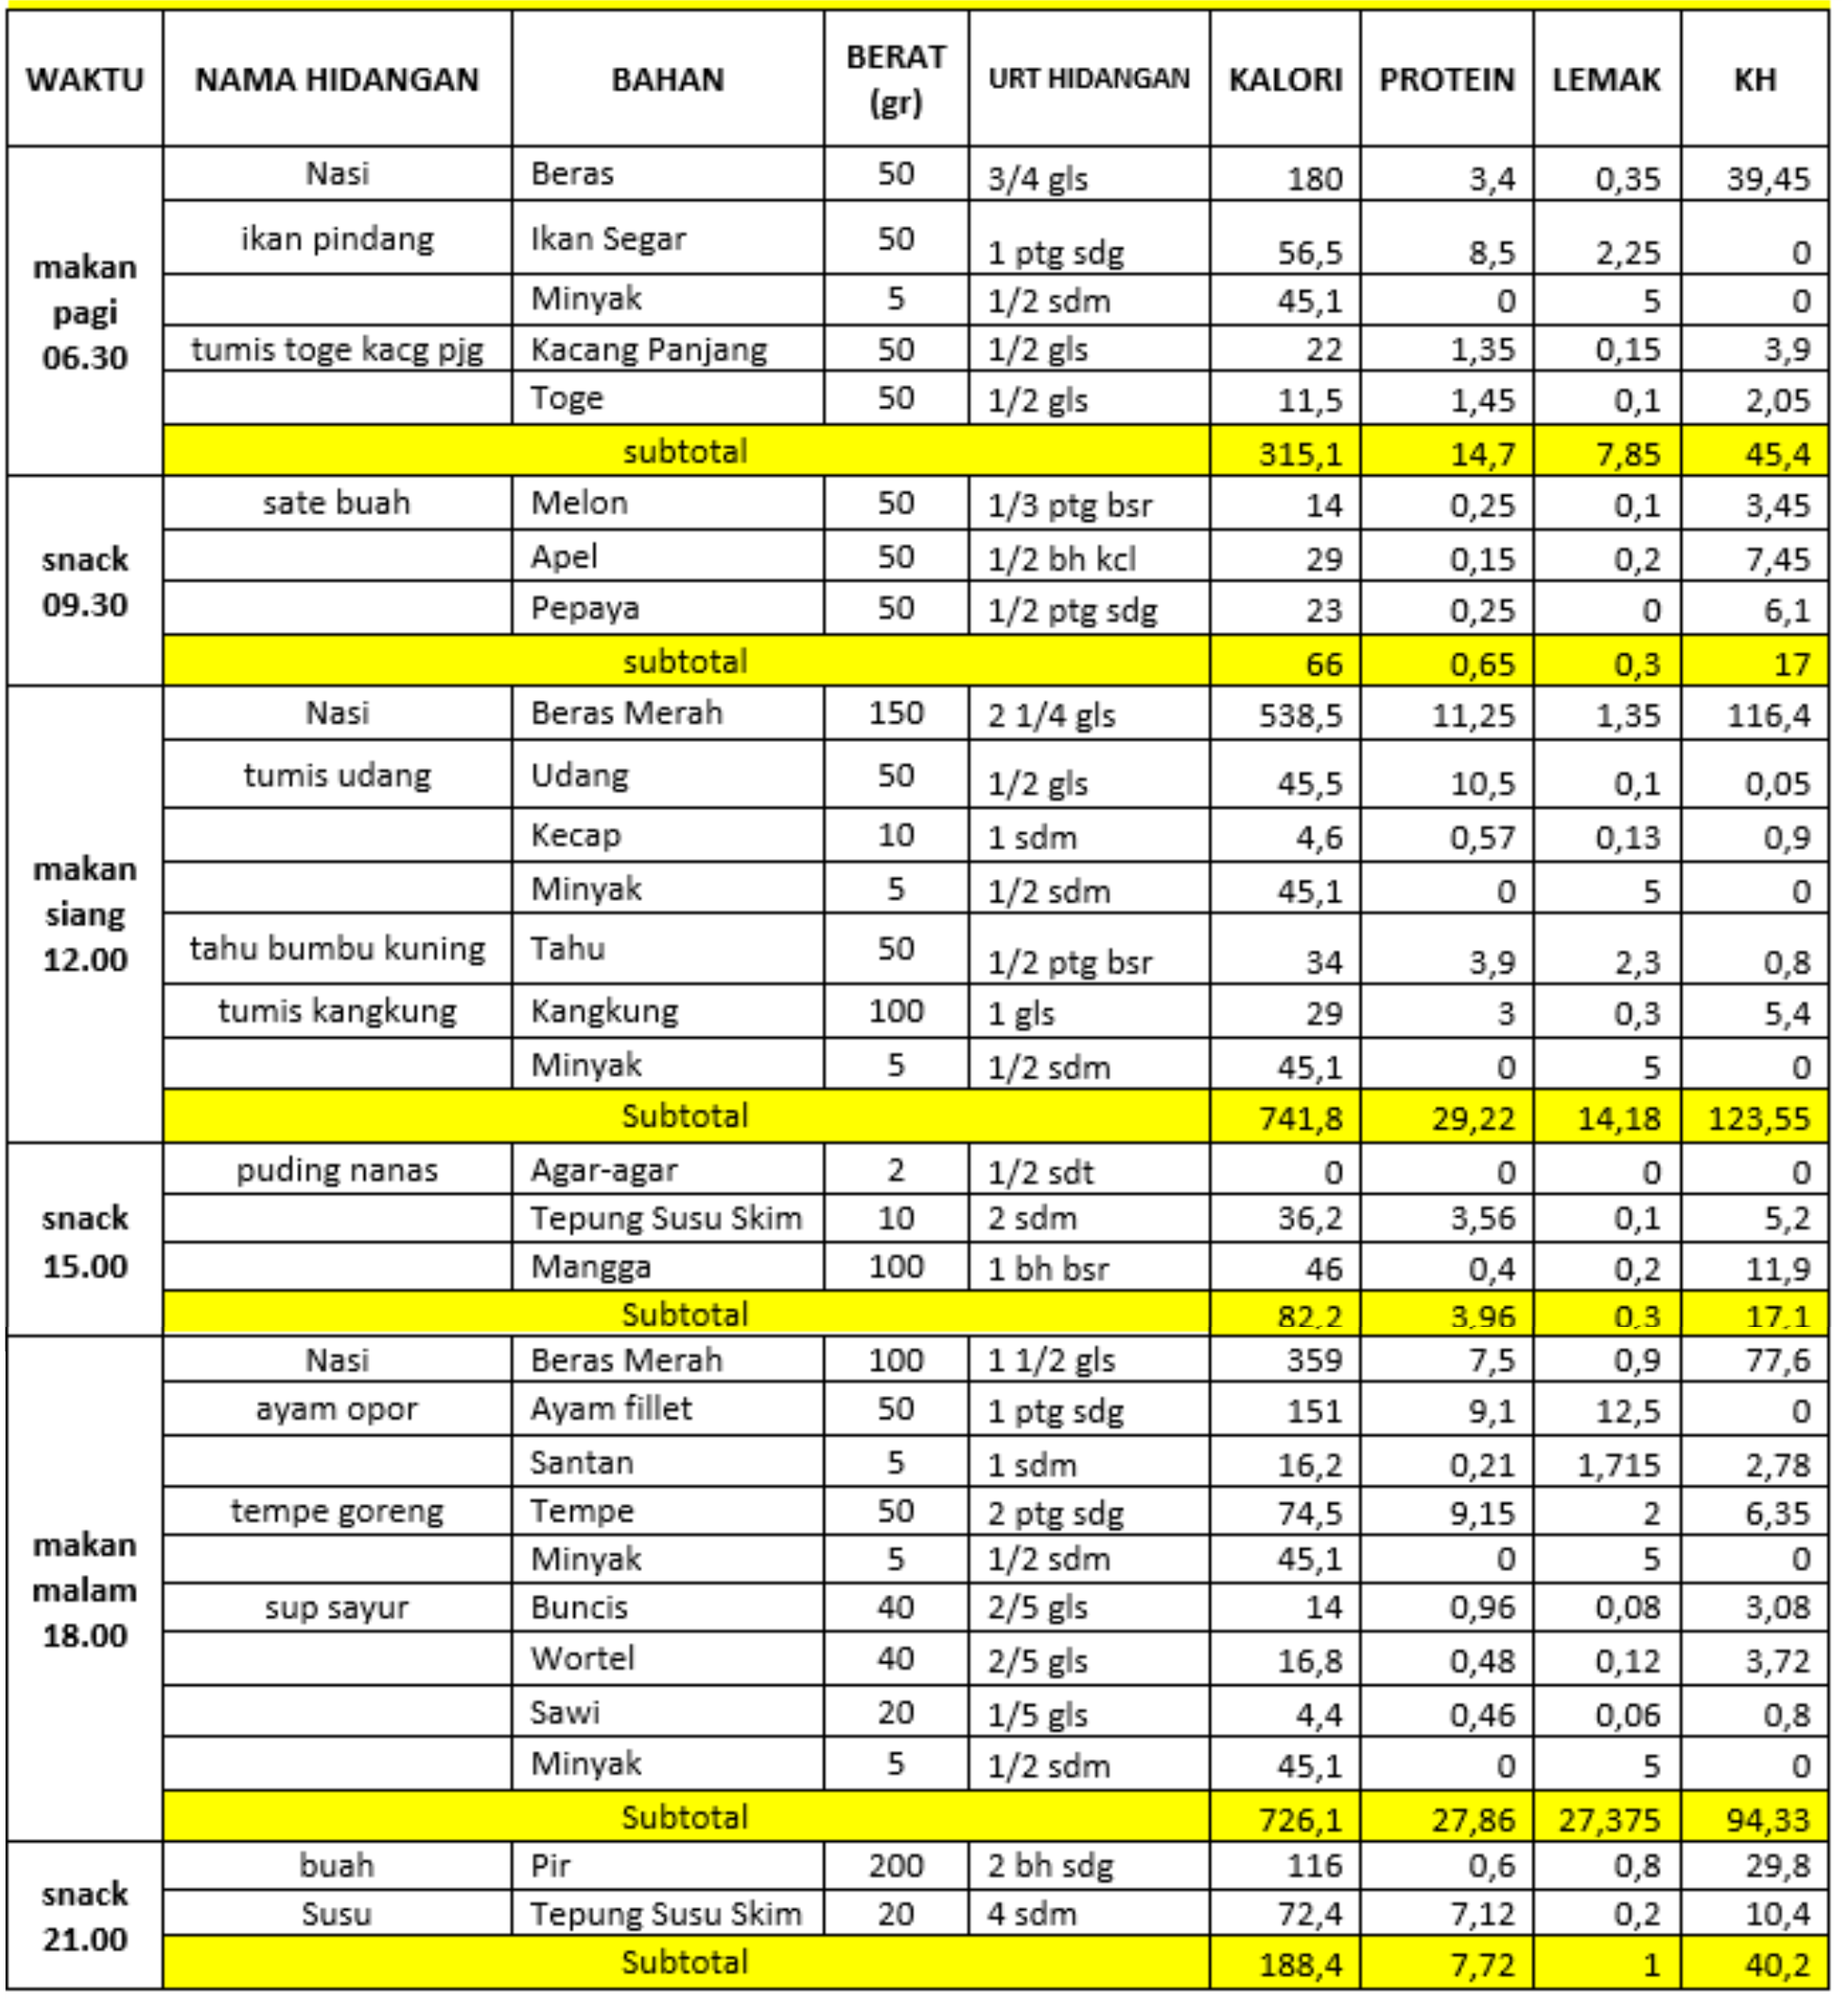 WAKTU NAMA HIDANGAN BAHAN BERAT (gr) URT HIDANGAN KALORI PROTEIN LEMAK KH
makan pagi 06.30
Nasi Beras 50 3/4 gls 180 3,4 0,35 39,45
ikan pindang Ikan Segar 50 1 ptg sdg 56,5 8,5 2,25 0
Minyak 5 1/2 sdm 45,1 0 5 0
tumis toge kacg pjg Kacang Panjang 50 1/2 gls 22 1,35 0,15 3,9
Toge 50 1/2 gls 11,5 1,45 0,1 2,05
subtotal 315,1 14,7 7,85 45,4
snack 09.30
sate buah Melon 50 1/3 ptg bsr 14 0,25 0,1 3,45
Apel 50 1/2 bh kcl 29 0,15 0,2 7,45
Pepaya 50 1/2 ptg sdg 23 0,25 0 6,1
subtotal 66 0,65 0,3 17
makan siang 12.00
Nasi Beras Merah 150 2 1/4 gls 538,5 11,25 1,35 116,4
tumis udang Udang 50 1/2 gls 45,5 10,5 0,1 0,05
Kecap 10 1 sdm 4,6 0,57 0,13 0,9
Minyak 5 1/2 sdm 45,1 0 5 0
tahu bumbu kuning Tahu 50 1/2 ptg bsr 34 3,9 2,3 0,8
tumis kangkung Kangkung 100 1 gls 29 3 0,3 5,4
Minyak 5 1/2 sdm 45,1 0 5 0
Subtotal 741,8 29,22 14,18 123,55
snack 15.00
puding nanas Agar-agar 2 1/2 sdt 0 0 0 0
Tepung Susu Skim 10 2 sdm 36,2 3,56 0,1 5,2
Mangga 100 1 bh bsr 46 0,4 0,2 11,9
Subtotal 82,2 3,96 0,3 17,1
makan malam 18.00
Nasi Beras Merah 100 1 1/2 gls 359 7,5 0,9 77,6
ayam opor Ayam fillet 50 1 ptg sdg 151 9,1 12,5 0
Santan 5 1 sdm 16,2 0,21 1,715 2,78
tempe goreng Tempe 50 2 ptg sdg 74,5 9,15 2 6,35
Minyak 5 1/2 sdm 45,1 0 5 0
sup sayur Buncis 40 2/5 gls 14 0,96 0,08 3,08
Wortel 40 2/5 gls 16,8 0,48 0,12 3,72
Sawi 20 1/5 gls 4,4 0,46 0,06 0,8
Minyak 5 1/2 sdm 45,1 0 5 0
Subtotal 726,1 27,86 27,375 94,33
snack 21.00
buah Pir 200 2 bh sdg 116 0,6 0,8 29,8
Susu Tepung Susu Skim 20 4 sdm 72,4 7,12 0,2 10,4
Subtotal 188,4 7,72 1 40,2